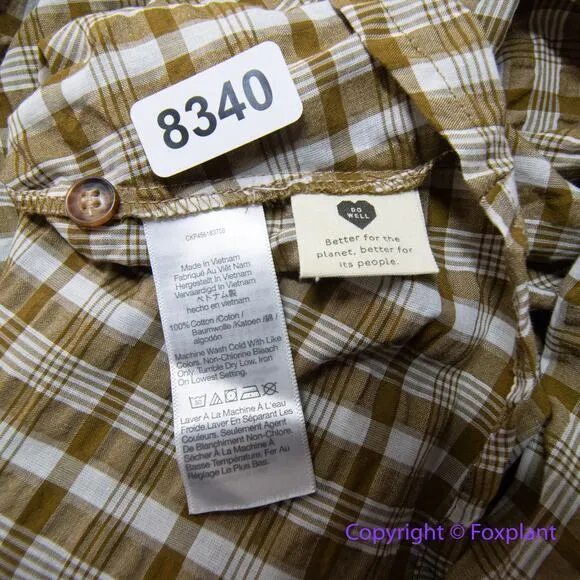 8340
CKP456183708
Made in Vietnam
Fabriqué Au Viêt Nam
Hergestellt in Vietnam
Vervaardigd in Vietnam
ベトナム製
hecho en vietnam
100% Cotton /Coton /
Baumwolle /Katoen /綿 /
algodón
Machine Wash Cold With Like
Colors. Non-Chlorine Bleach
Only. Tumble Dry Low. Iron
On Lowest Setting.
Laver À La Machine À L'eau
Froide.Laver En Séparant Les
Couleurs. Seulement Agent
De Blanchiment Non Chloré.
Sécher À La Machine À
Basse Température, Fer Au
Réglage Le Plus Bas.
DO
WELL
Better for the
planet, better for
its people.
Copyright © Foxplant